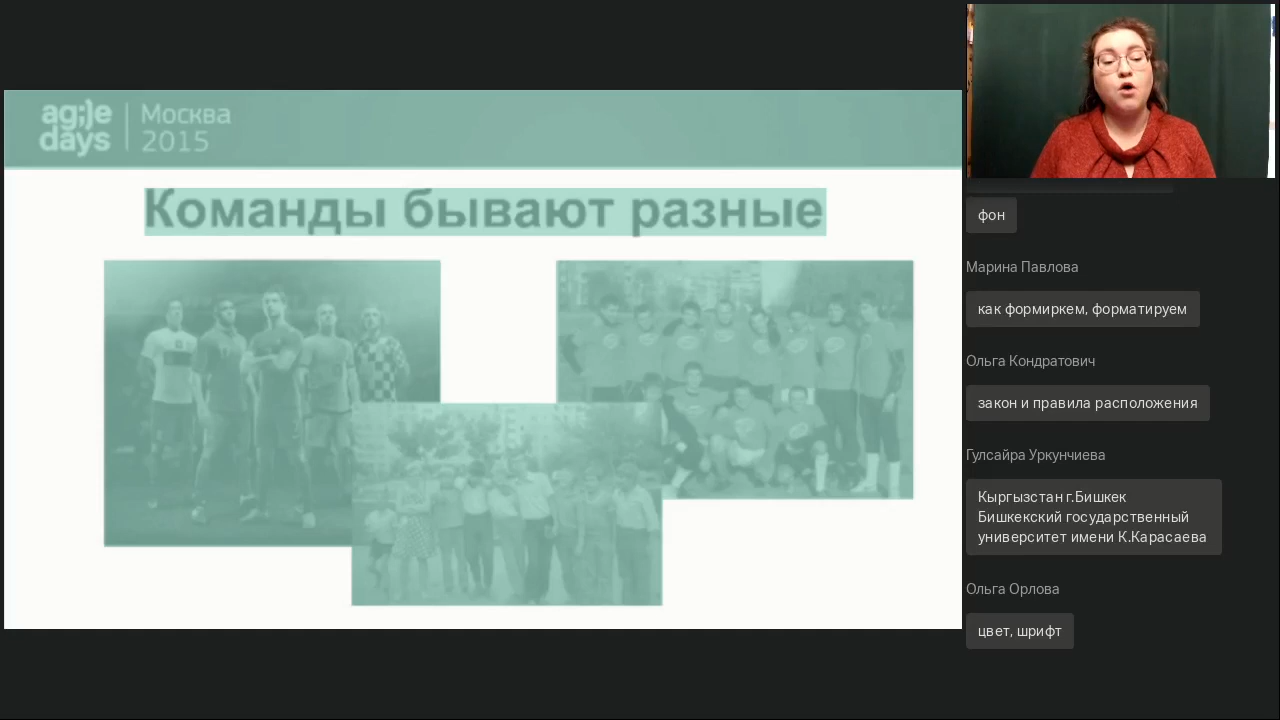 ag;)e
days
Москва
2015
Команды бывают разные
фон
Марина Павлова
как формиркем, форматируем
Ольга Кондратович
закон и правила расположения
Гулсайра Уркунчиева
Кыргызстан г.Бишкек
Бишкекский государственный
университет имени К.Карасаева
Ольга Орлова
цвет, шрифт